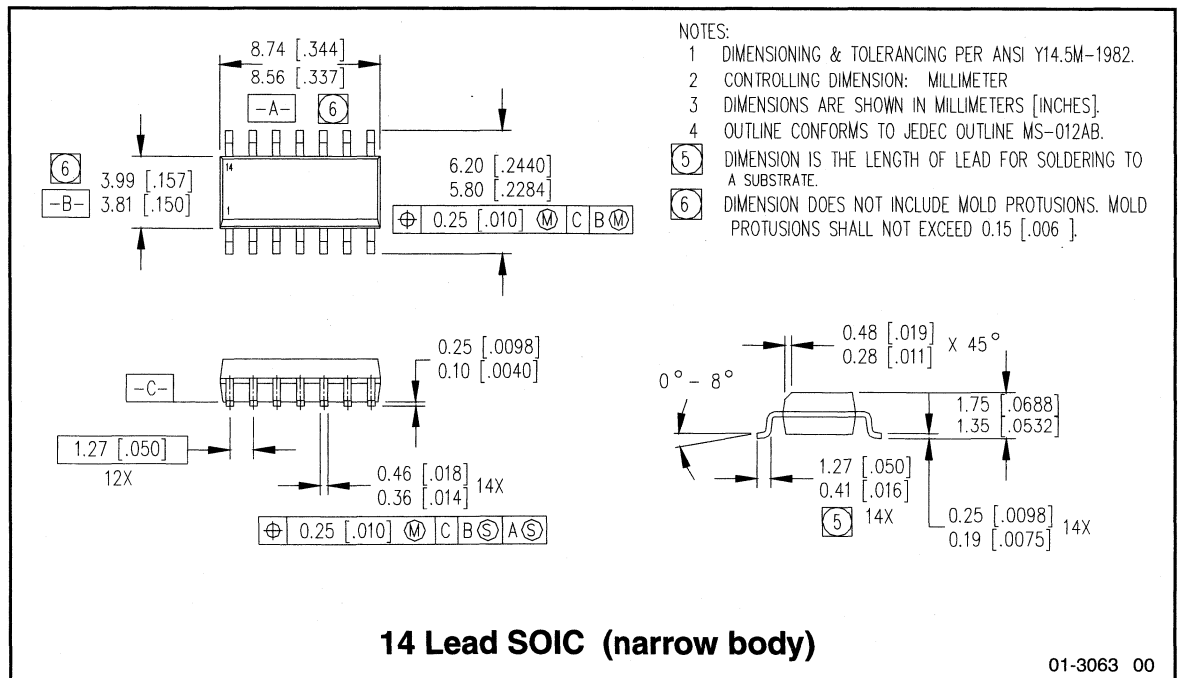 8.74 [.344]
8.56 [.337]
-A- 6
14
1
6
3.99 [.157]
3.81 [.150]
-B-
6.20 [.2440]
5.80 [.2284]
⌖ 0.25 [.010] Ⓜ C B Ⓜ
NOTES:
1 DIMENSIONING & TOLERANCING PER ANSI Y14.5M-1982.
2 CONTROLLING DIMENSION: MILLIMETER
3 DIMENSIONS ARE SHOWN IN MILLIMETERS [INCHES].
4 OUTLINE CONFORMS TO JEDEC OUTLINE MS-012AB.
5 DIMENSION IS THE LENGTH OF LEAD FOR SOLDERING TO
A SUBSTRATE.
6 DIMENSION DOES NOT INCLUDE MOLD PROTUSIONS. MOLD
PROTUSIONS SHALL NOT EXCEED 0.15 [.006 ].
-C-
0.25 [.0098]
0.10 [.0040]
1.27 [.050]
12X
0.46 [.018]
0.36 [.014] 14X
⌖ 0.25 [.010] Ⓜ C B Ⓢ A Ⓢ
0.48 [.019]
0.28 [.011] X 45°
0° - 8°
1.75 [.0688]
1.35 [.0532]
1.27 [.050]
0.41 [.016]
5 14X
0.25 [.0098]
0.19 [.0075] 14X
14 Lead SOIC (narrow body)
01-3063 00